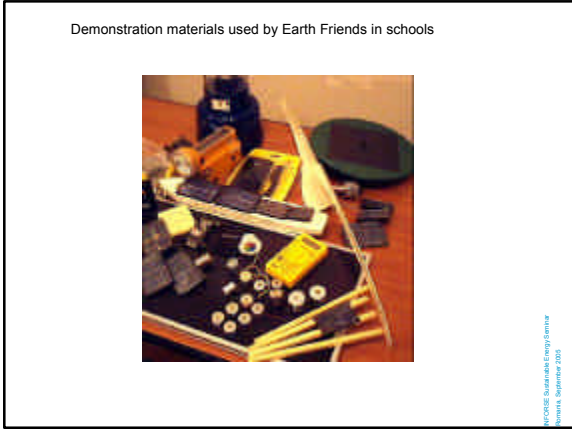 Demonstration materials used by Earth Friends in schools
INFORSE Sustainable Energy Seminar
Romania, September 2005